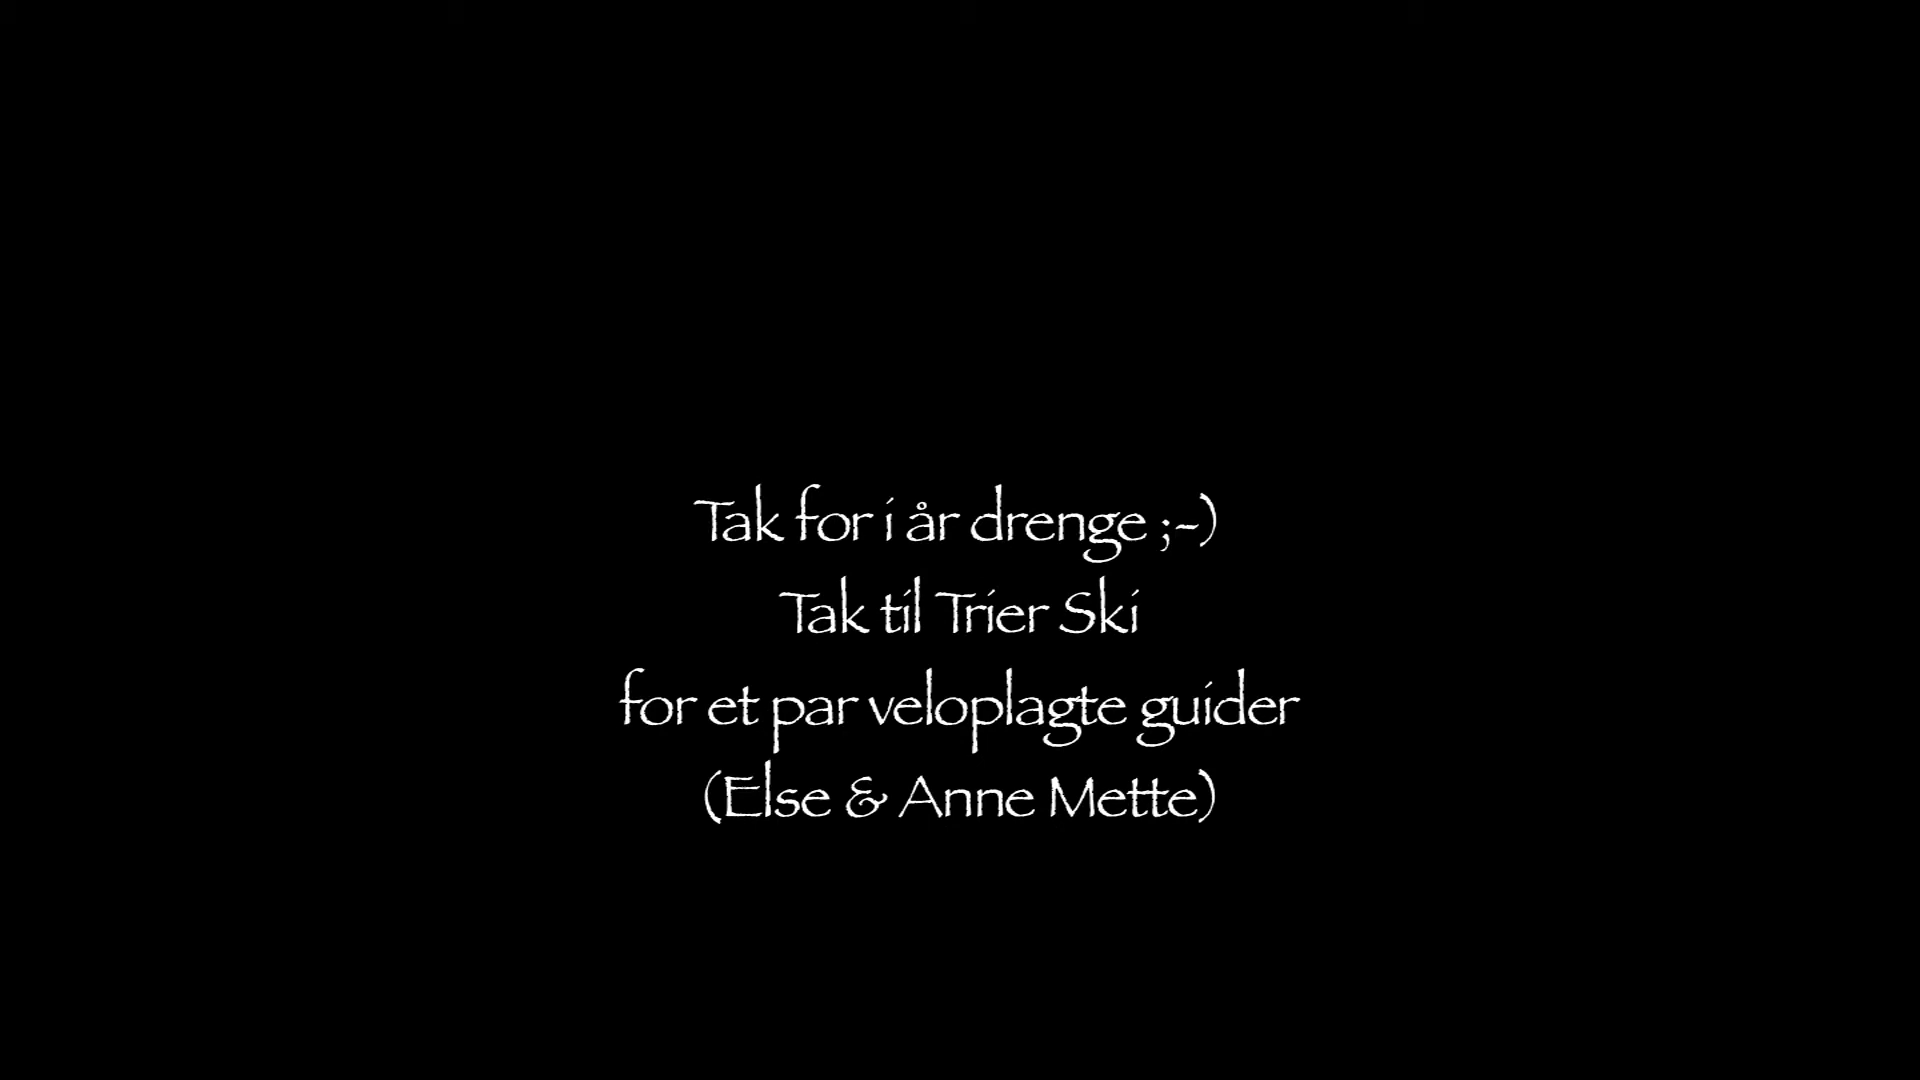 Tak for i år drenge ;-)
Tak til Trier Ski
for et par veloplagte guider
(Else & Anne Mette)